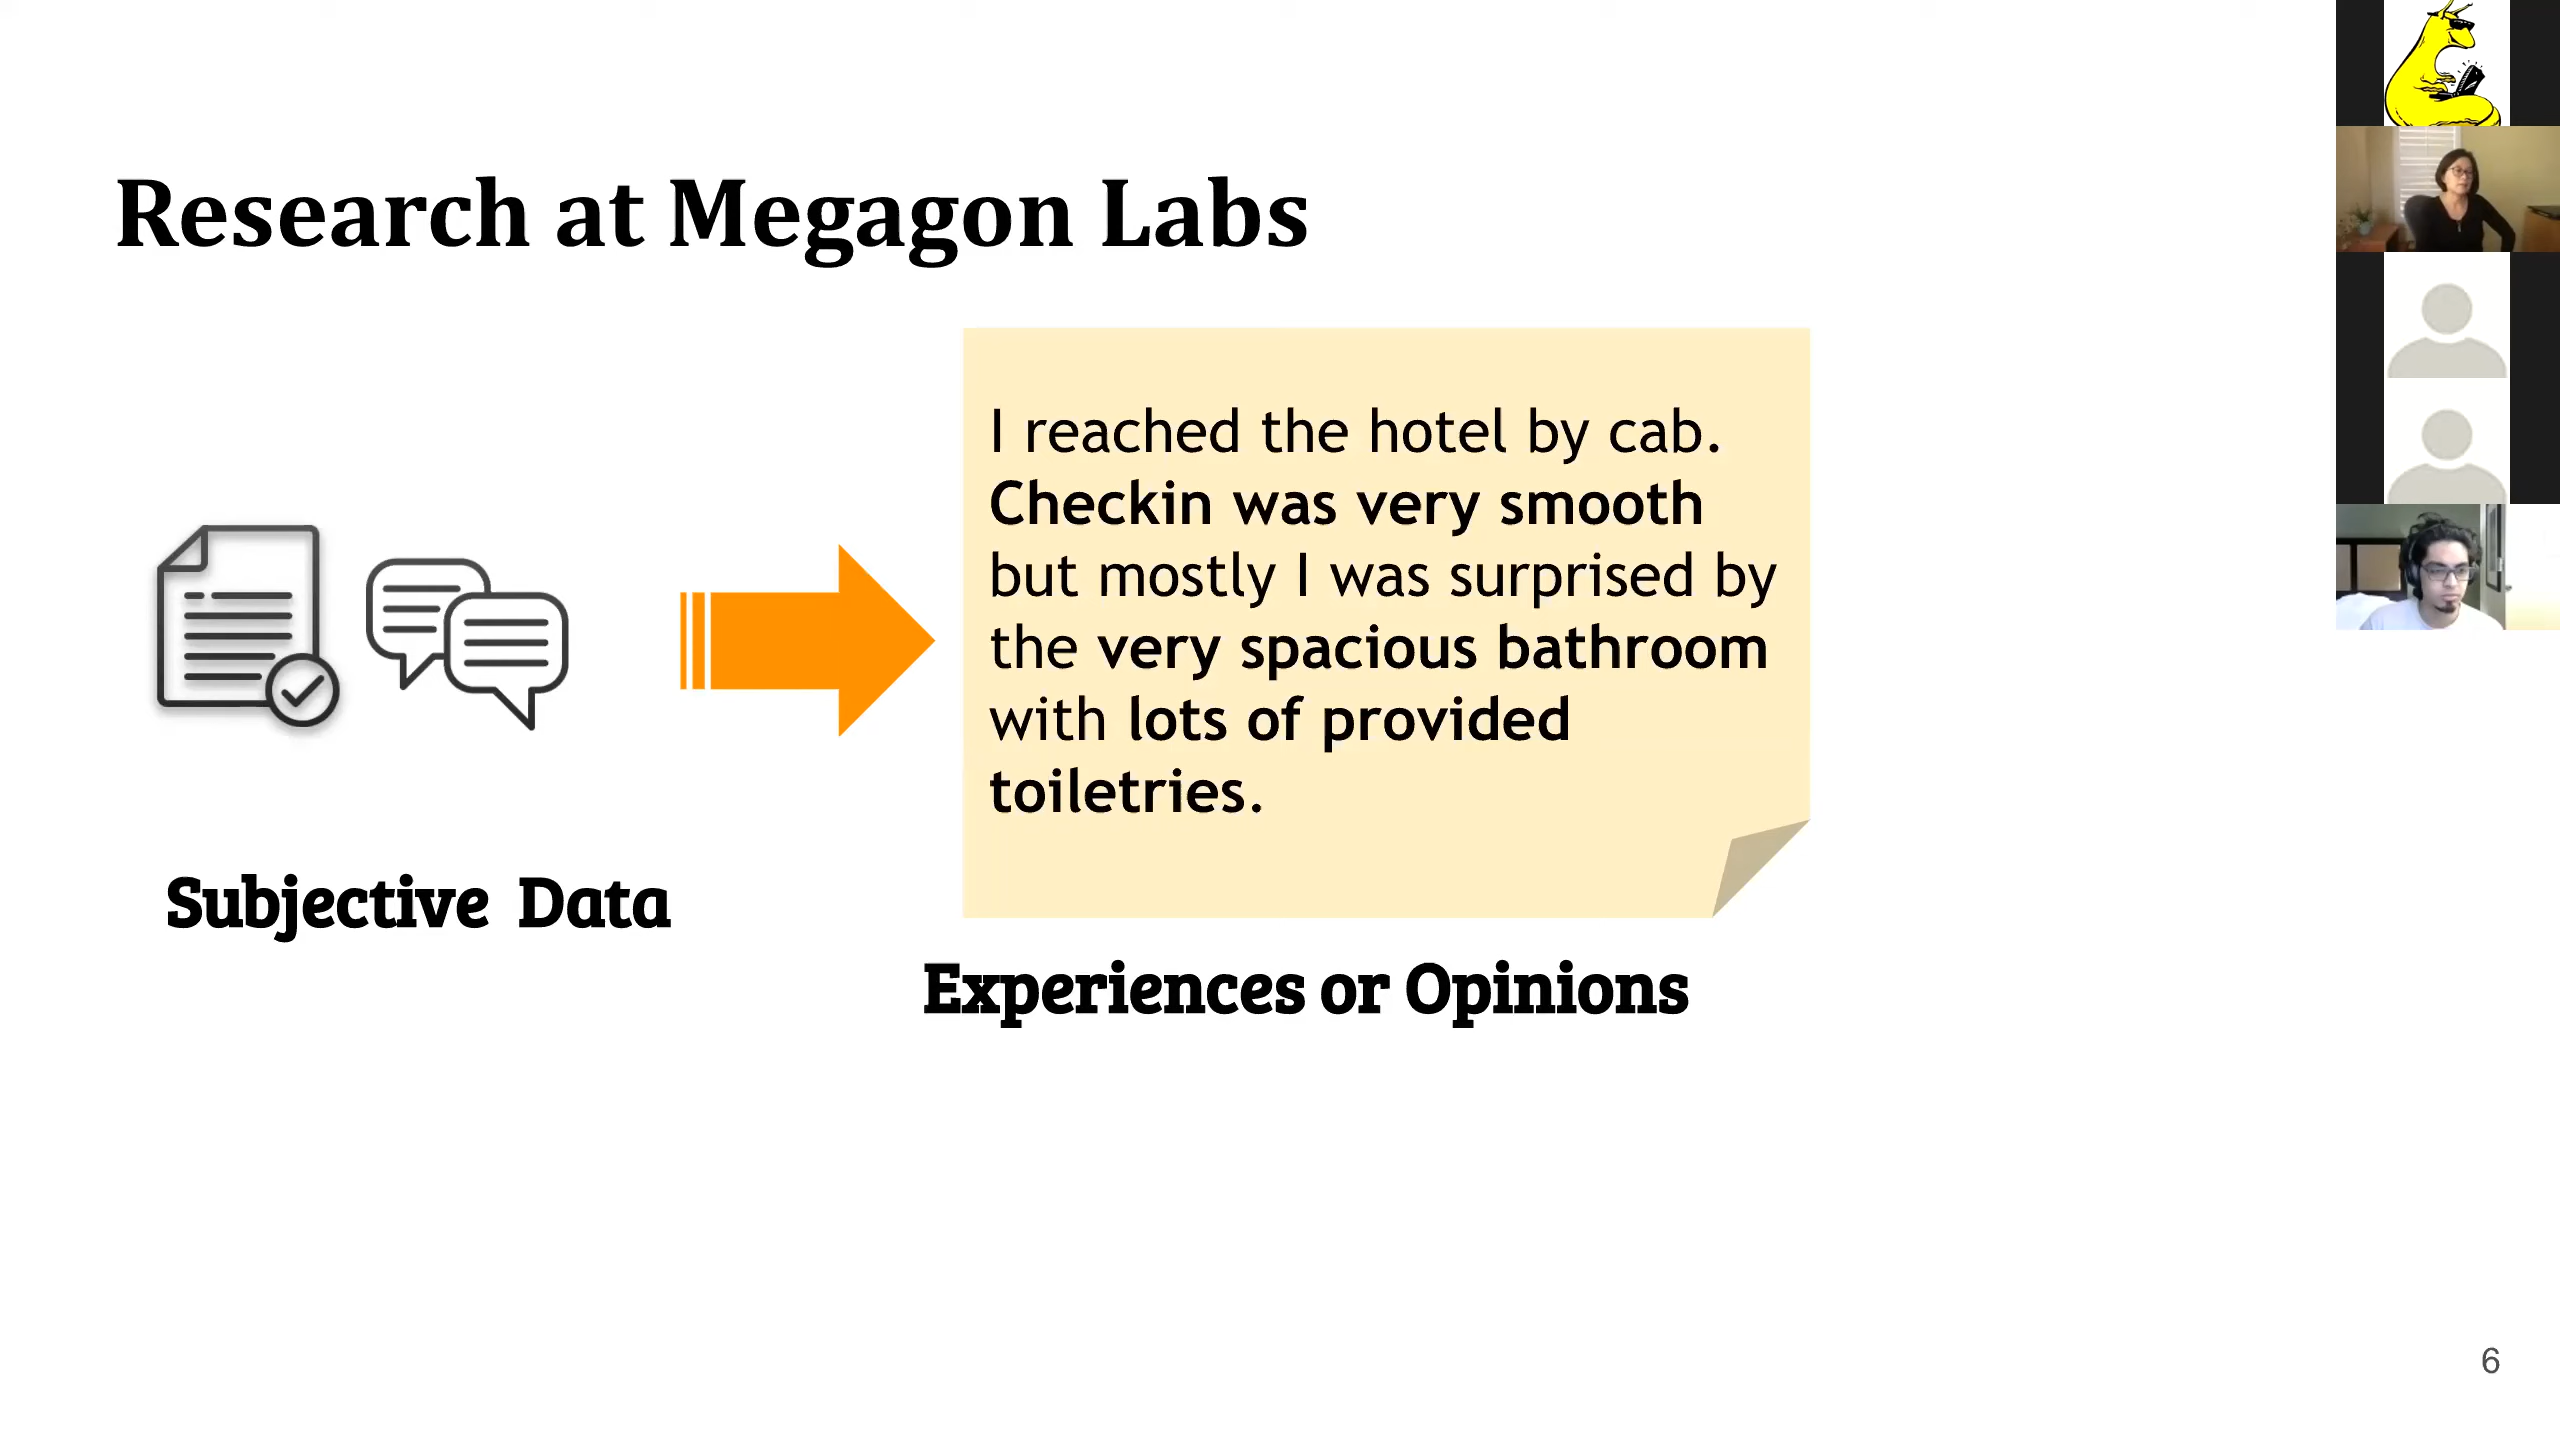 Research at Megagon Labs
I reached the hotel by cab.
Checkin was very smooth
but mostly I was surprised by
the very spacious bathroom
with lots of provided
toiletries.
Subjective Data
Experiences or Opinions
6